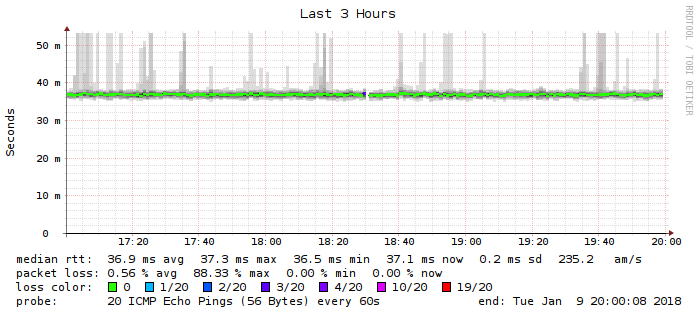 Last 3 Hours
RRDTOOL / TOBI OETIKER
Seconds
50 m
40 m
30 m
20 m
10 m
0
17:20 17:40 18:00 18:20 18:40 19:00 19:20 19:40 20:00
median rtt: 36.9 ms avg 37.3 ms max 36.5 ms min 37.1 ms now 0.2 ms sd 235.2 am/s
packet loss: 0.56 % avg 88.33 % max 0.00 % min 0.00 % now
loss color: 0 1/20 2/20 3/20 4/20 10/20 19/20
probe: 20 ICMP Echo Pings (56 Bytes) every 60s end: Tue Jan 9 20:00:08 2018